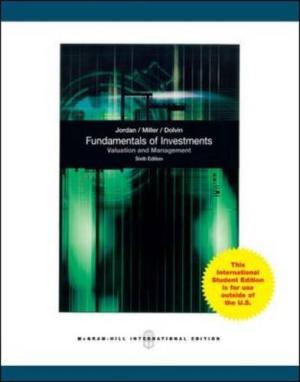 Jordan / Miller / Dolvin
Fundamentals of Investments
Valuation and Management
Sixth Edition
This
International
Student Edition
is for use
outside of
the U.S.
McGRAW-HILL INTERNATIONAL EDITION